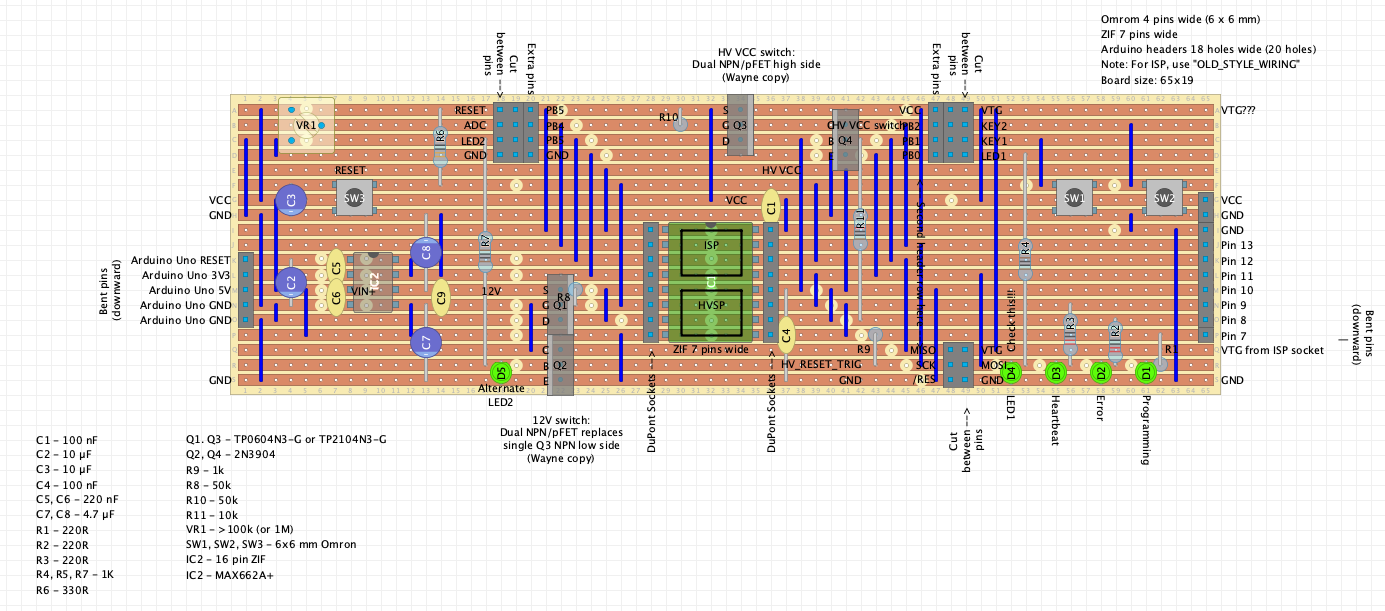 Omrom 4 pins wide (6 x 6 mm)
ZIF 7 pins wide
Arduino headers 18 holes wide (20 holes)
Note: For ISP, use "OLD_STYLE_WIRING"
Board size: 65x19
Cut
between -->
pins
Extra pins
HV VCC switch:
Dual NPN/pFET high side
(Wayne copy)
Extra pins
Cut
between -->
pins
VR1
R6
RESET
ADC
LED2
GND
PB5
PB4
PB3
GND
R10
S
G
D
Q3
HV VCC switch
B
E
Q4
VCC
PB2
PB1
PB0
VTG
KEY2
KEY1
LED1
VTG???
RESET
SW3
C3
VCC
GND
HV VCC
VCC
C1
R11
Second header row here -->
SW1
SW2
VCC
GND
GND
Pin 13
Pin 12
Pin 11
Pin 10
Pin 9
Pin 8
Pin 7
VTG from ISP socket
GND
Bent pins
(downward)
Arduino Uno RESET
Arduino Uno 3V3
Arduino Uno 5V
Arduino Uno GND
Arduino Uno GND
GND
C2
C5
C6
VIN+
IC2
C8
C9
C7
R7
12V
R8
S
G
D
Q1
C
B
E
Q2
ISP
HVSP
ZIF 7 pins wide
C4
R9
HV_RESET_TRIG
GND
MISO
SCK
/RES
VTG
MOSI
GND
R4
Check this!!!
R3
R2
R1
D5
D4
D3
D2
D1
Alternate
LED2
DuPont Sockets -->
DuPont Sockets -->
Cut
between -->
pins
LED1
Heartbeat
Error
Programming
Bent pins
(downward)
12V switch:
Dual NPN/pFET replaces
single Q3 NPN low side
(Wayne copy)
C1 – 100 nF
C2 – 10 µF
C3 – 10 µF
C4 – 100 nF
C5, C6 – 220 nF
C7, C8 – 4.7 µF
R1 – 220R
R2 – 220R
R3 – 220R
R4, R5, R7 – 1K
R6 – 330R
Q1. Q3 – TP0604N3-G or TP2104N3-G
Q2, Q4 – 2N3904
R9 – 1k
R8 – 50k
R10 – 50k
R11 – 10k
VR1 – >100k (or 1M)
SW1, SW2, SW3 – 6x6 mm Omron
IC2 – 16 pin ZIF
IC2 – MAX662A+